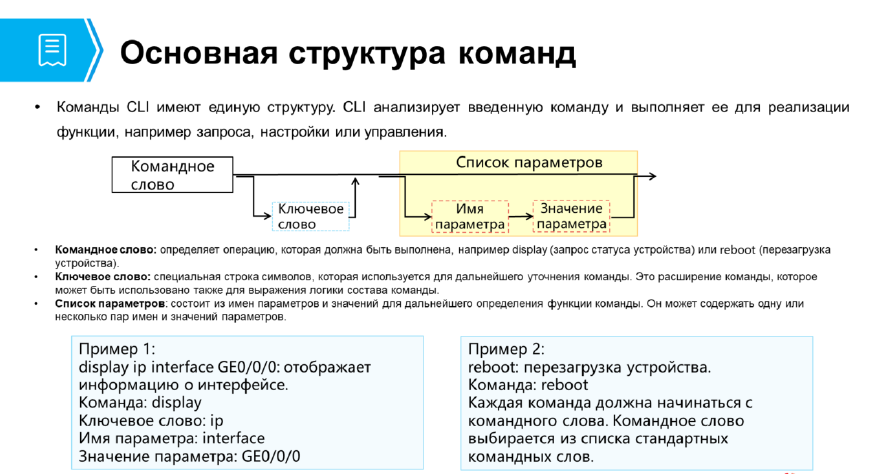 Основная структура команд
• Команды CLI имеют единую структуру. CLI анализирует введенную команду и выполняет ее для реализации
функции, например запроса, настройки или управления.
Командное
слово
Ключевое
слово
Список параметров
Имя
параметра
Значение
параметра
• Командное слово: определяет операцию, которая должна быть выполнена, например display (запрос статуса устройства) или reboot (перезагрузка
устройства).
• Ключевое слово: специальная строка символов, которая используется для дальнейшего уточнения команды. Это расширение команды, которое
может быть использовано также для выражения логики состава команды.
• Список параметров: состоит из имен параметров и значений для дальнейшего определения функции команды. Он может содержать одну или
несколько пар имен и значений параметров.
Пример 1:
display ip interface GE0/0/0: отображает
информацию о интерфейсе.
Команда: display
Ключевое слово: ip
Имя параметра: interface
Значение параметра: GE0/0/0
Пример 2:
reboot: перезагрузка устройства.
Команда: reboot
Каждая команда должна начинаться с
командного слова. Командное слово
выбирается из списка стандартных
командных слов.